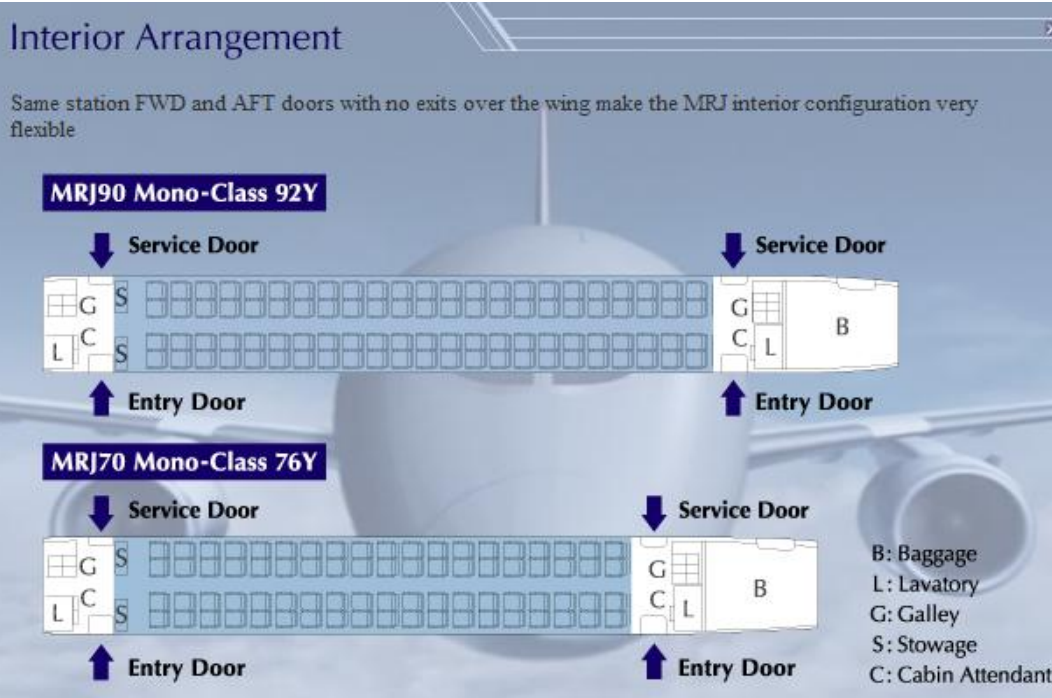 Interior Arrangement
Same station FWD and AFT doors with no exits over the wing make the MRJ interior configuration very
flexible
MRJ90 Mono-Class 92Y
Service Door Service Door
G S G
C S C B
L L
Entry Door Entry Door
MRJ70 Mono-Class 76Y
Service Door Service Door
G S G
C S C B
L L
Entry Door Entry Door
B: Baggage
L: Lavatory
G: Galley
S: Stowage
C: Cabin Attendant